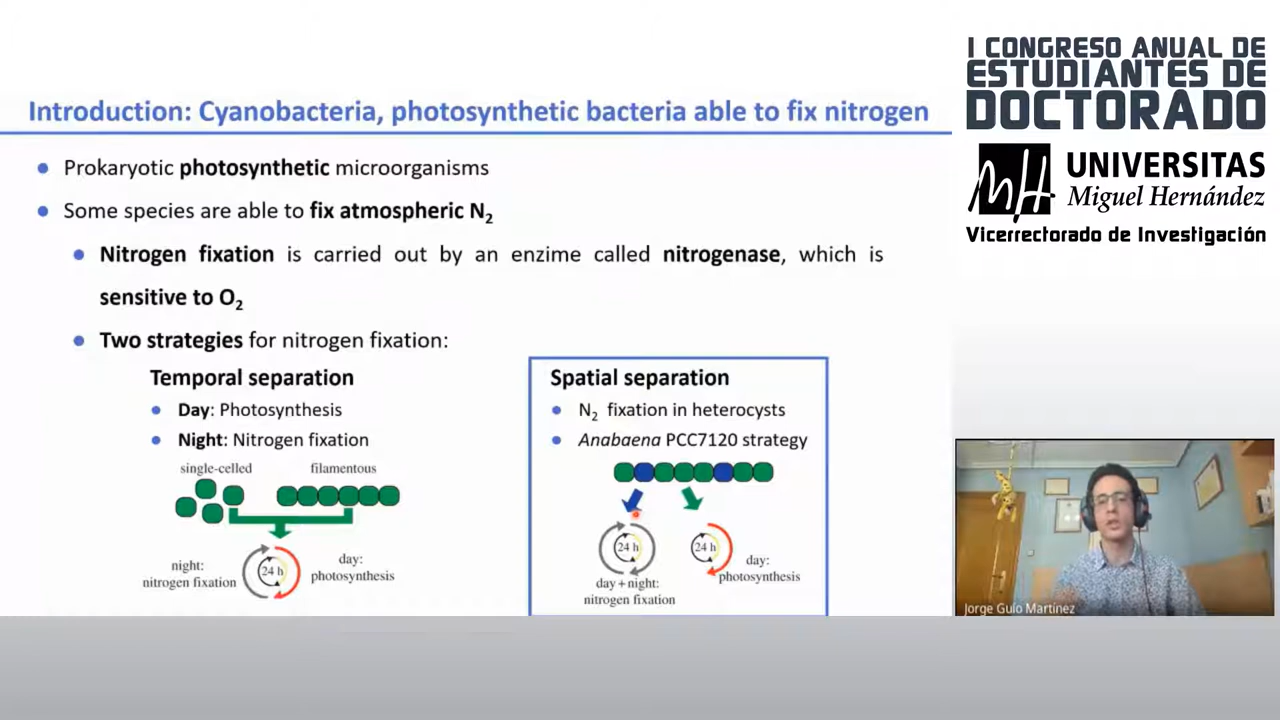 I CONGRESO ANUAL DE
ESTUDIANTES DE
DOCTORADO
UNIVERSITAS
Miguel Hernández
Vicerrectorado de Investigación
Introduction: Cyanobacteria, photosynthetic bacteria able to fix nitrogen
Prokaryotic photosynthetic microorganisms
Some species are able to fix atmospheric N2
Nitrogen fixation is carried out by an enzime called nitrogenase, which is
sensitive to O2
Two strategies for nitrogen fixation:
Temporal separation
Day: Photosynthesis
Night: Nitrogen fixation
single-celled
filamentous
night:
nitrogen fixation
24 h
day:
photosynthesis
Spatial separation
N2 fixation in heterocysts
Anabaena PCC7120 strategy
24 h
day + night:
nitrogen fixation
24 h
day:
photosynthesis
Jorge Guio Martínez